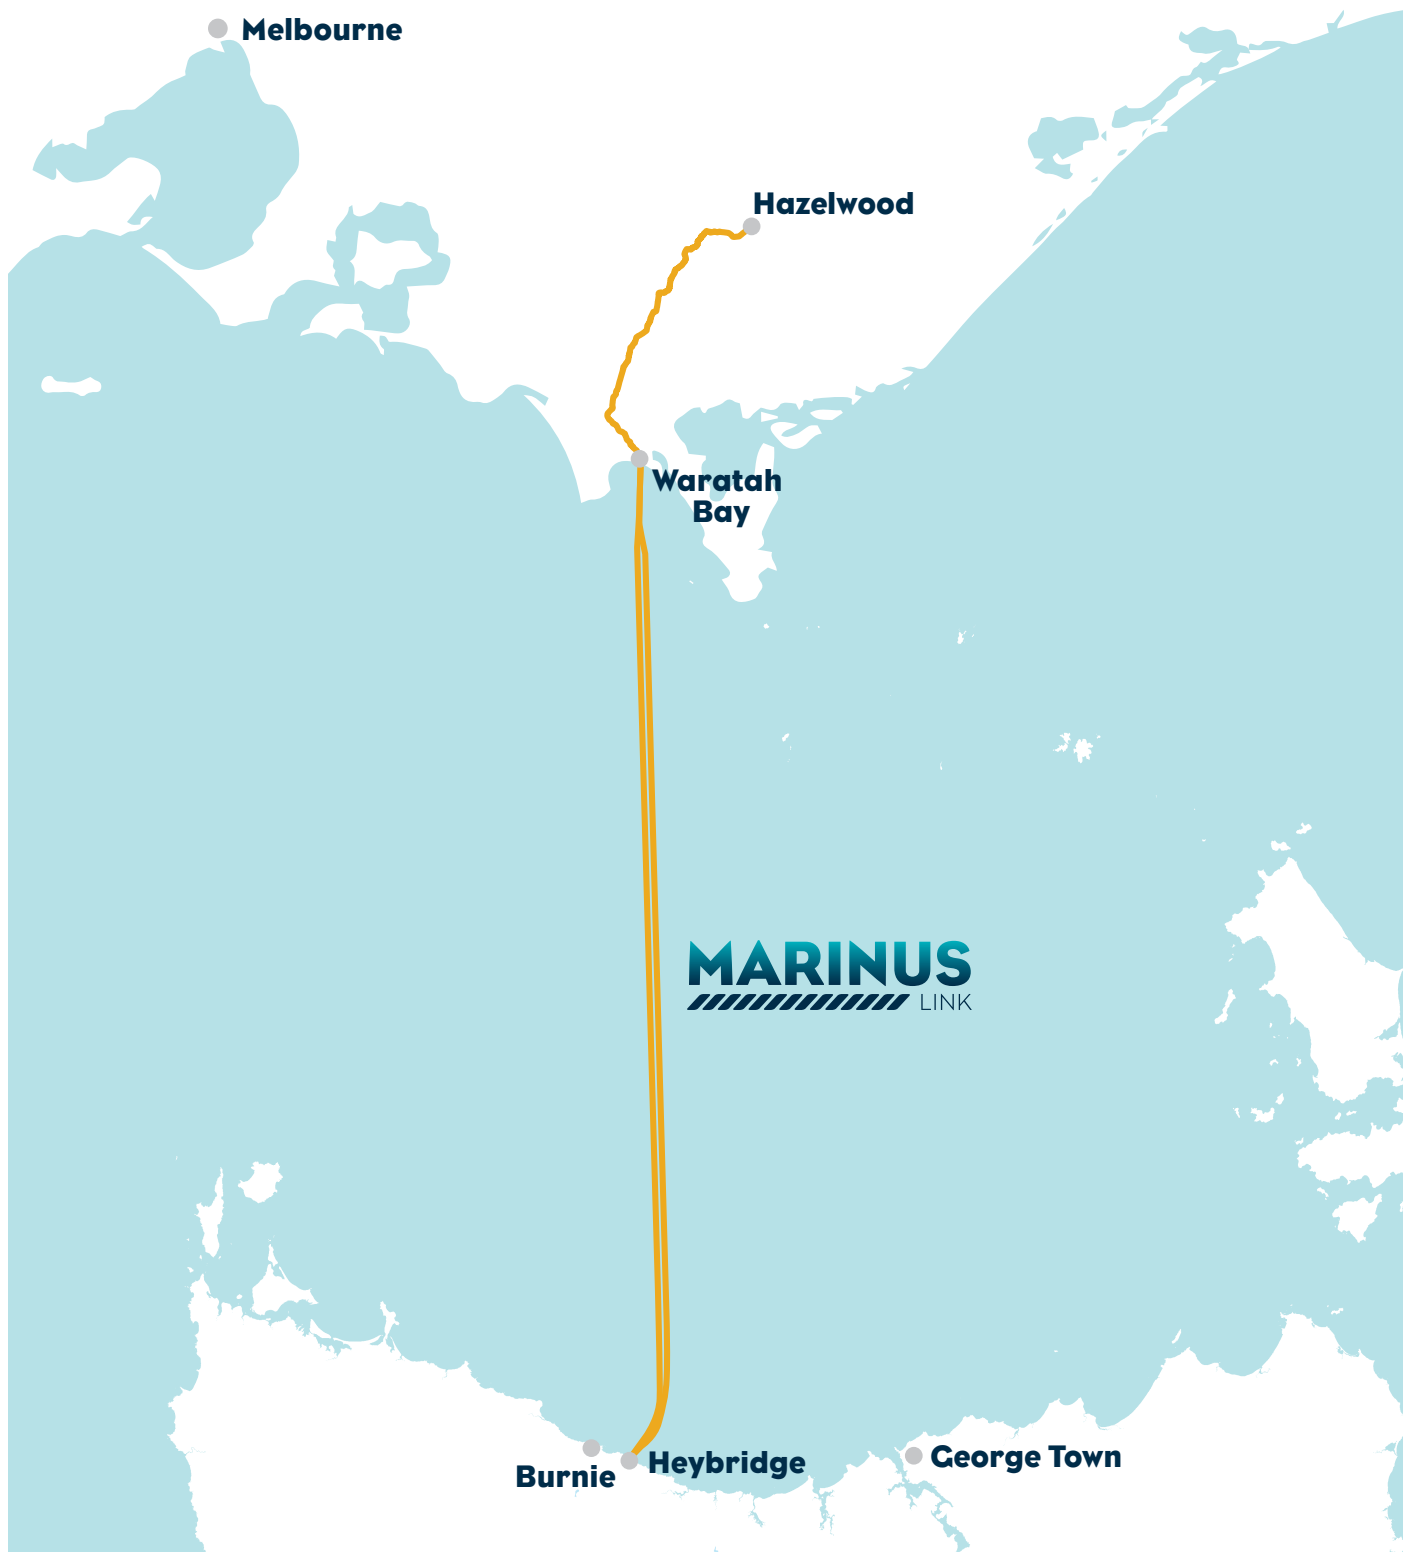 Melbourne
Hazelwood
Waratah
Bay
MARINUS
LINK
Heybridge
Burnie
George Town